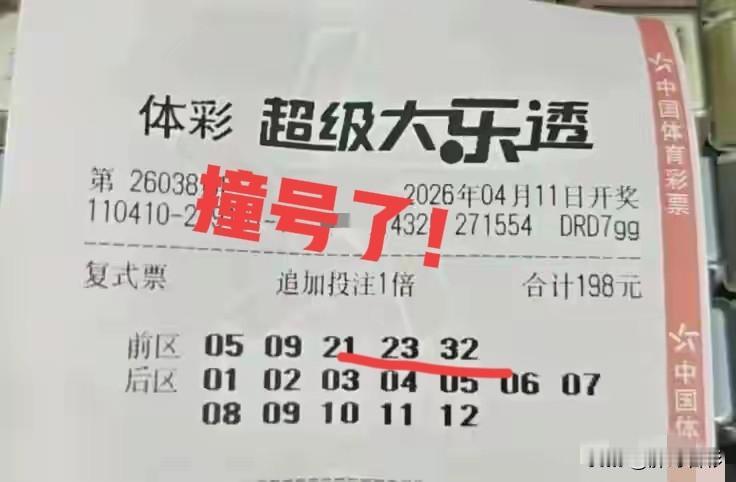 体彩 超级大乐透
第 26038
2026年04月11日开奖
110410-2
432 271554 DRD7gg
撞号了!
复式票 追加投注1倍 合计198元
前区 05 09 21 23 32
后区 01 02 03 04 05 06 07
08 09 10 11 12
中国体育彩票
中国体